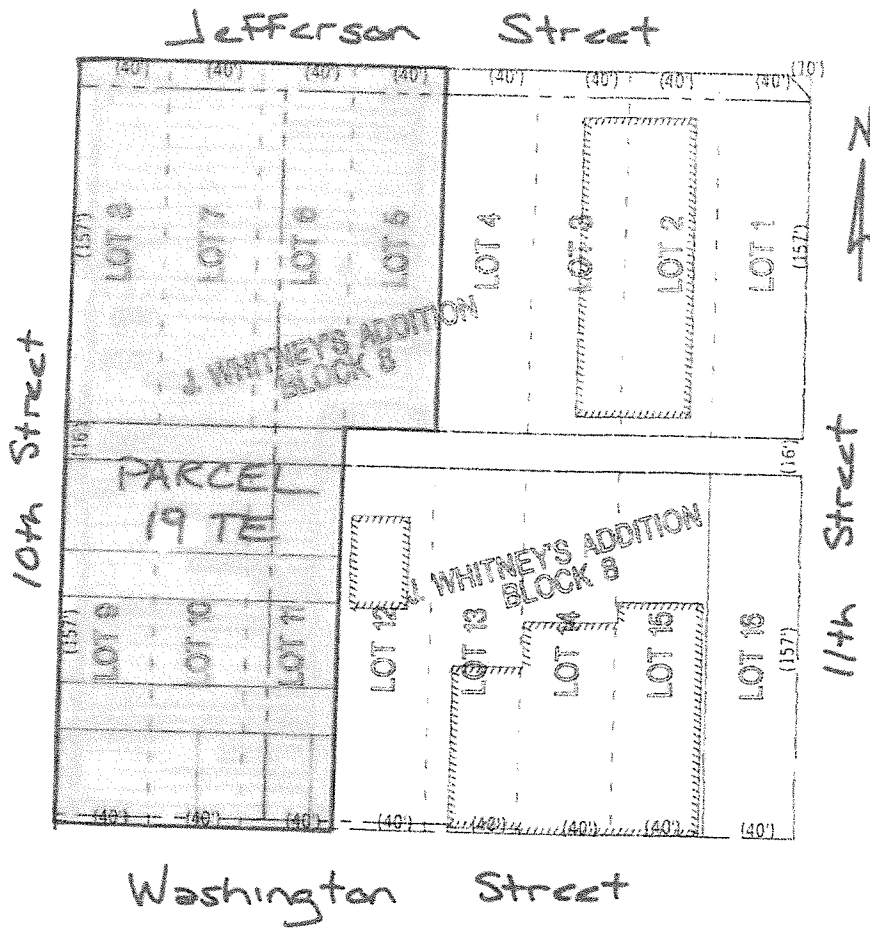 Jefferson Street
(40') (40') (40') (40') (40') (40') (40') (40') (10')
N
LOT 8 LOT 7 LOT 6 LOT 5 LOT 4 LOT 3 LOT 2 LOT 1
(157') (157')
J. WHITNEY'S ADDITION
BLOCK 8
10th Street
(16') (16')
11th Street
PARCEL
19 TE
J. WHITNEY'S ADDITION
BLOCK 8
LOT 9 LOT 10 LOT 11 LOT 12 LOT 13 LOT 14 LOT 15 LOT 16
(157') (157')
(40') (40') (40') (40') (40') (40') (40') (40')
Washington Street